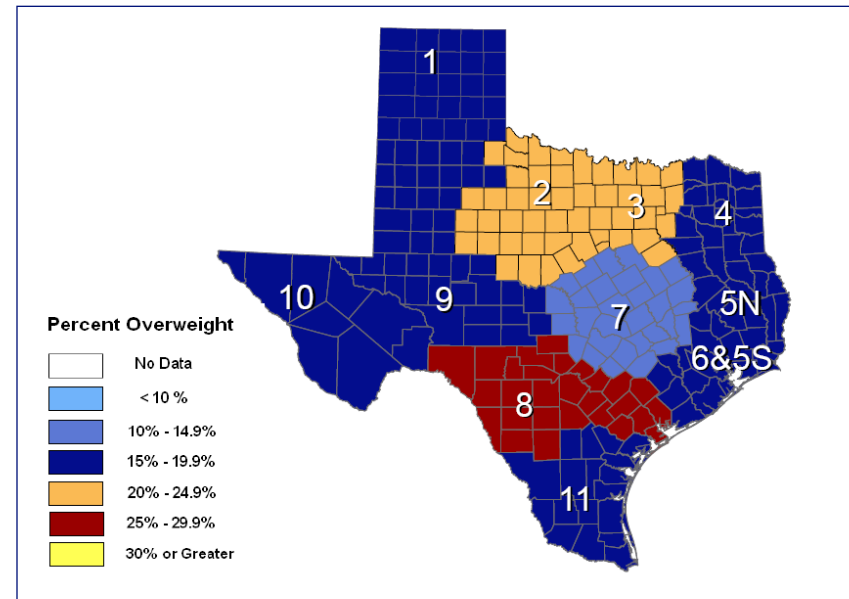 1
2
3
4
10
9
5N
7
6&5S
8
11
Percent Overweight
No Data
< 10 %
10% - 14.9%
15% - 19.9%
20% - 24.9%
25% - 29.9%
30% or Greater